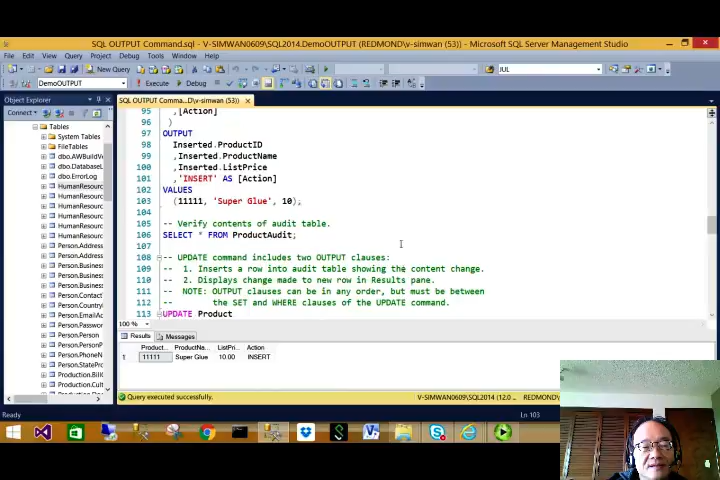 SQL OUTPUT Command.sql - V-SIMWAN0609\SQL2014.DemoOUTPUT (REDMOND\v-simwan (53)) - Microsoft SQL Server Management Studio
File Edit View Query Project Debug Tools Window Help
New Query
JUL
DemoOUTPUT
Execute
Debug
Object Explorer
SQL OUTPUT Comma...D\v-simwan (53))
Connect
Tables
System Tables
FileTables
dbo.AWBuildV
dbo.DatabaseL
dbo.ErrorLog
HumanResourc
HumanResourc
HumanResourc
HumanResourc
HumanResourc
HumanResourc
Person.Address
Person.Address
Person.Business
Person.Business
Person.Business
Person.Contact
Person.Country
Person.EmailAc
Person.Passwor
Person.Person
Person.PersonP
Person.PhoneN
Person.StatePro
Production.BillO
Production.Cult
95 ,[Action]
96 )
97 OUTPUT
98 Inserted.ProductID
99 ,Inserted.ProductName
100 ,Inserted.ListPrice
101 ,'INSERT' AS [Action]
102 VALUES
103 (11111, 'Super Glue', 10);
104
105 -- Verify contents of audit table.
106 SELECT * FROM ProductAudit;
107
108 -- UPDATE command includes two OUTPUT clauses:
109 -- 1. Inserts a row into audit table showing the content change.
110 -- 2. Displays change made to new row in Results pane.
111 -- NOTE: OUTPUT clauses can be in any order, but must be between
112 -- the SET and WHERE clauses of the UPDATE command.
113 UPDATE Product
100 %
Results Messages
Product... ProductNa... ListPri... Action
1 11111 Super Glue 10.00 INSERT
Query executed successfully.
V-SIMWAN0609\SQL2014 (12.0 ...
REDMOND
Ready
Ln 103